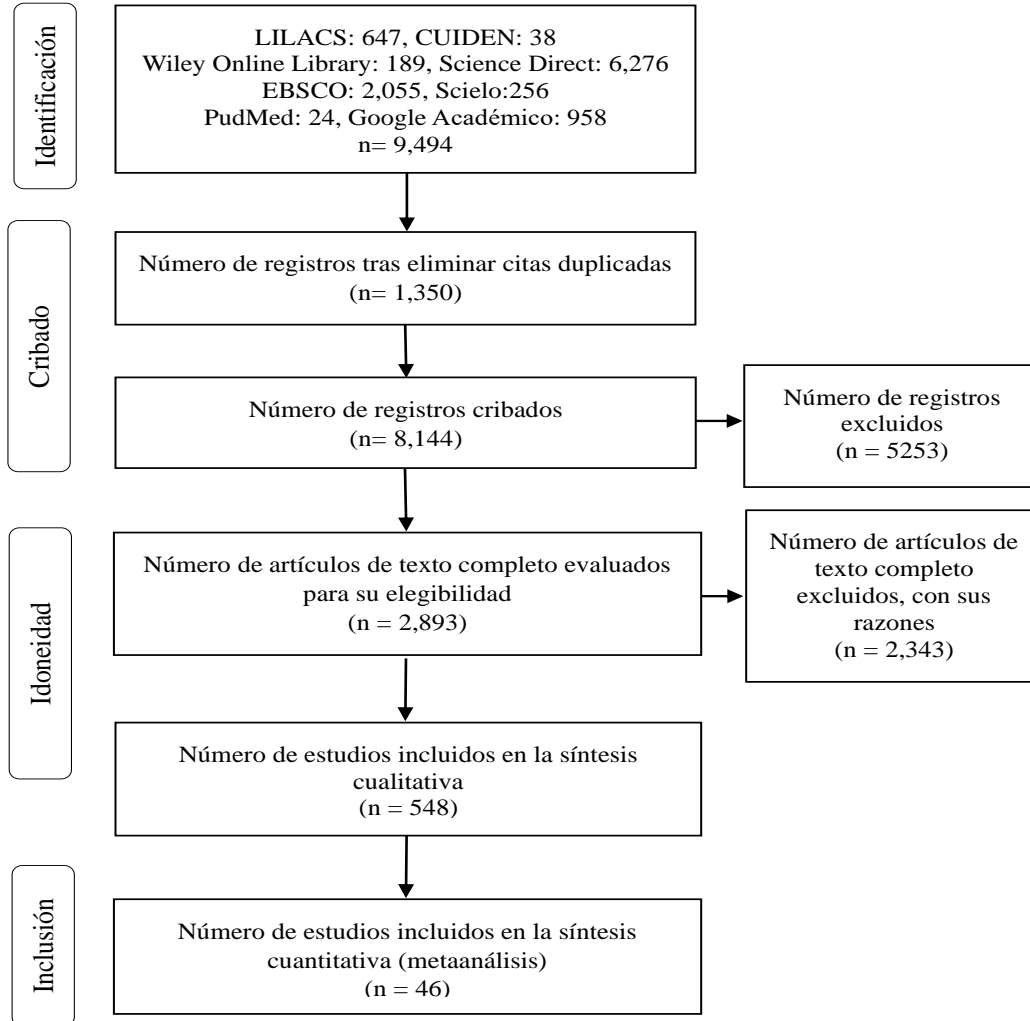 Identificación
LILACS: 647, CUIDEN: 38
Wiley Online Library: 189, Science Direct: 6,276
EBSCO: 2,055, Scielo:256
PudMed: 24, Google Académico: 958
n= 9,494
Cribado
Número de registros tras eliminar citas duplicadas
(n= 1,350)
Número de registros cribados
(n= 8,144)
Número de registros
excluidos
(n = 5253)
Idoneidad
Número de artículos de texto completo evaluados
para su elegibilidad
(n = 2,893)
Número de artículos de
texto completo
excluidos, con sus
razones
(n = 2,343)
Número de estudios incluidos en la síntesis
cualitativa
(n = 548)
Inclusión
Número de estudios incluidos en la síntesis
cuantitativa (metaanálisis)
(n = 46)